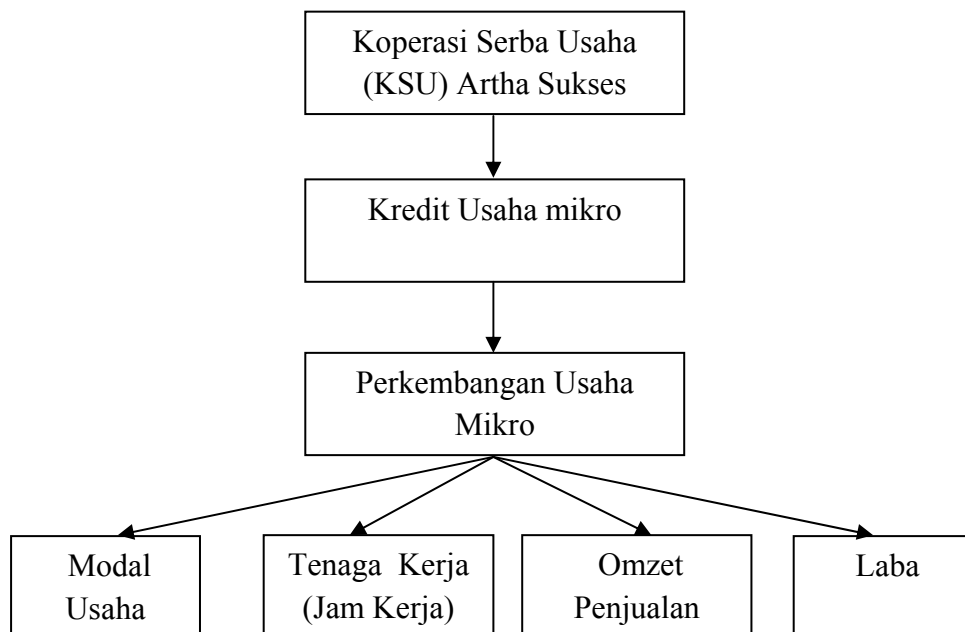 Koperasi Serba Usaha
(KSU) Artha Sukses
Kredit Usaha mikro
Perkembangan Usaha
Mikro
Modal
Usaha
Tenaga Kerja
(Jam Kerja)
Omzet
Penjualan
Laba